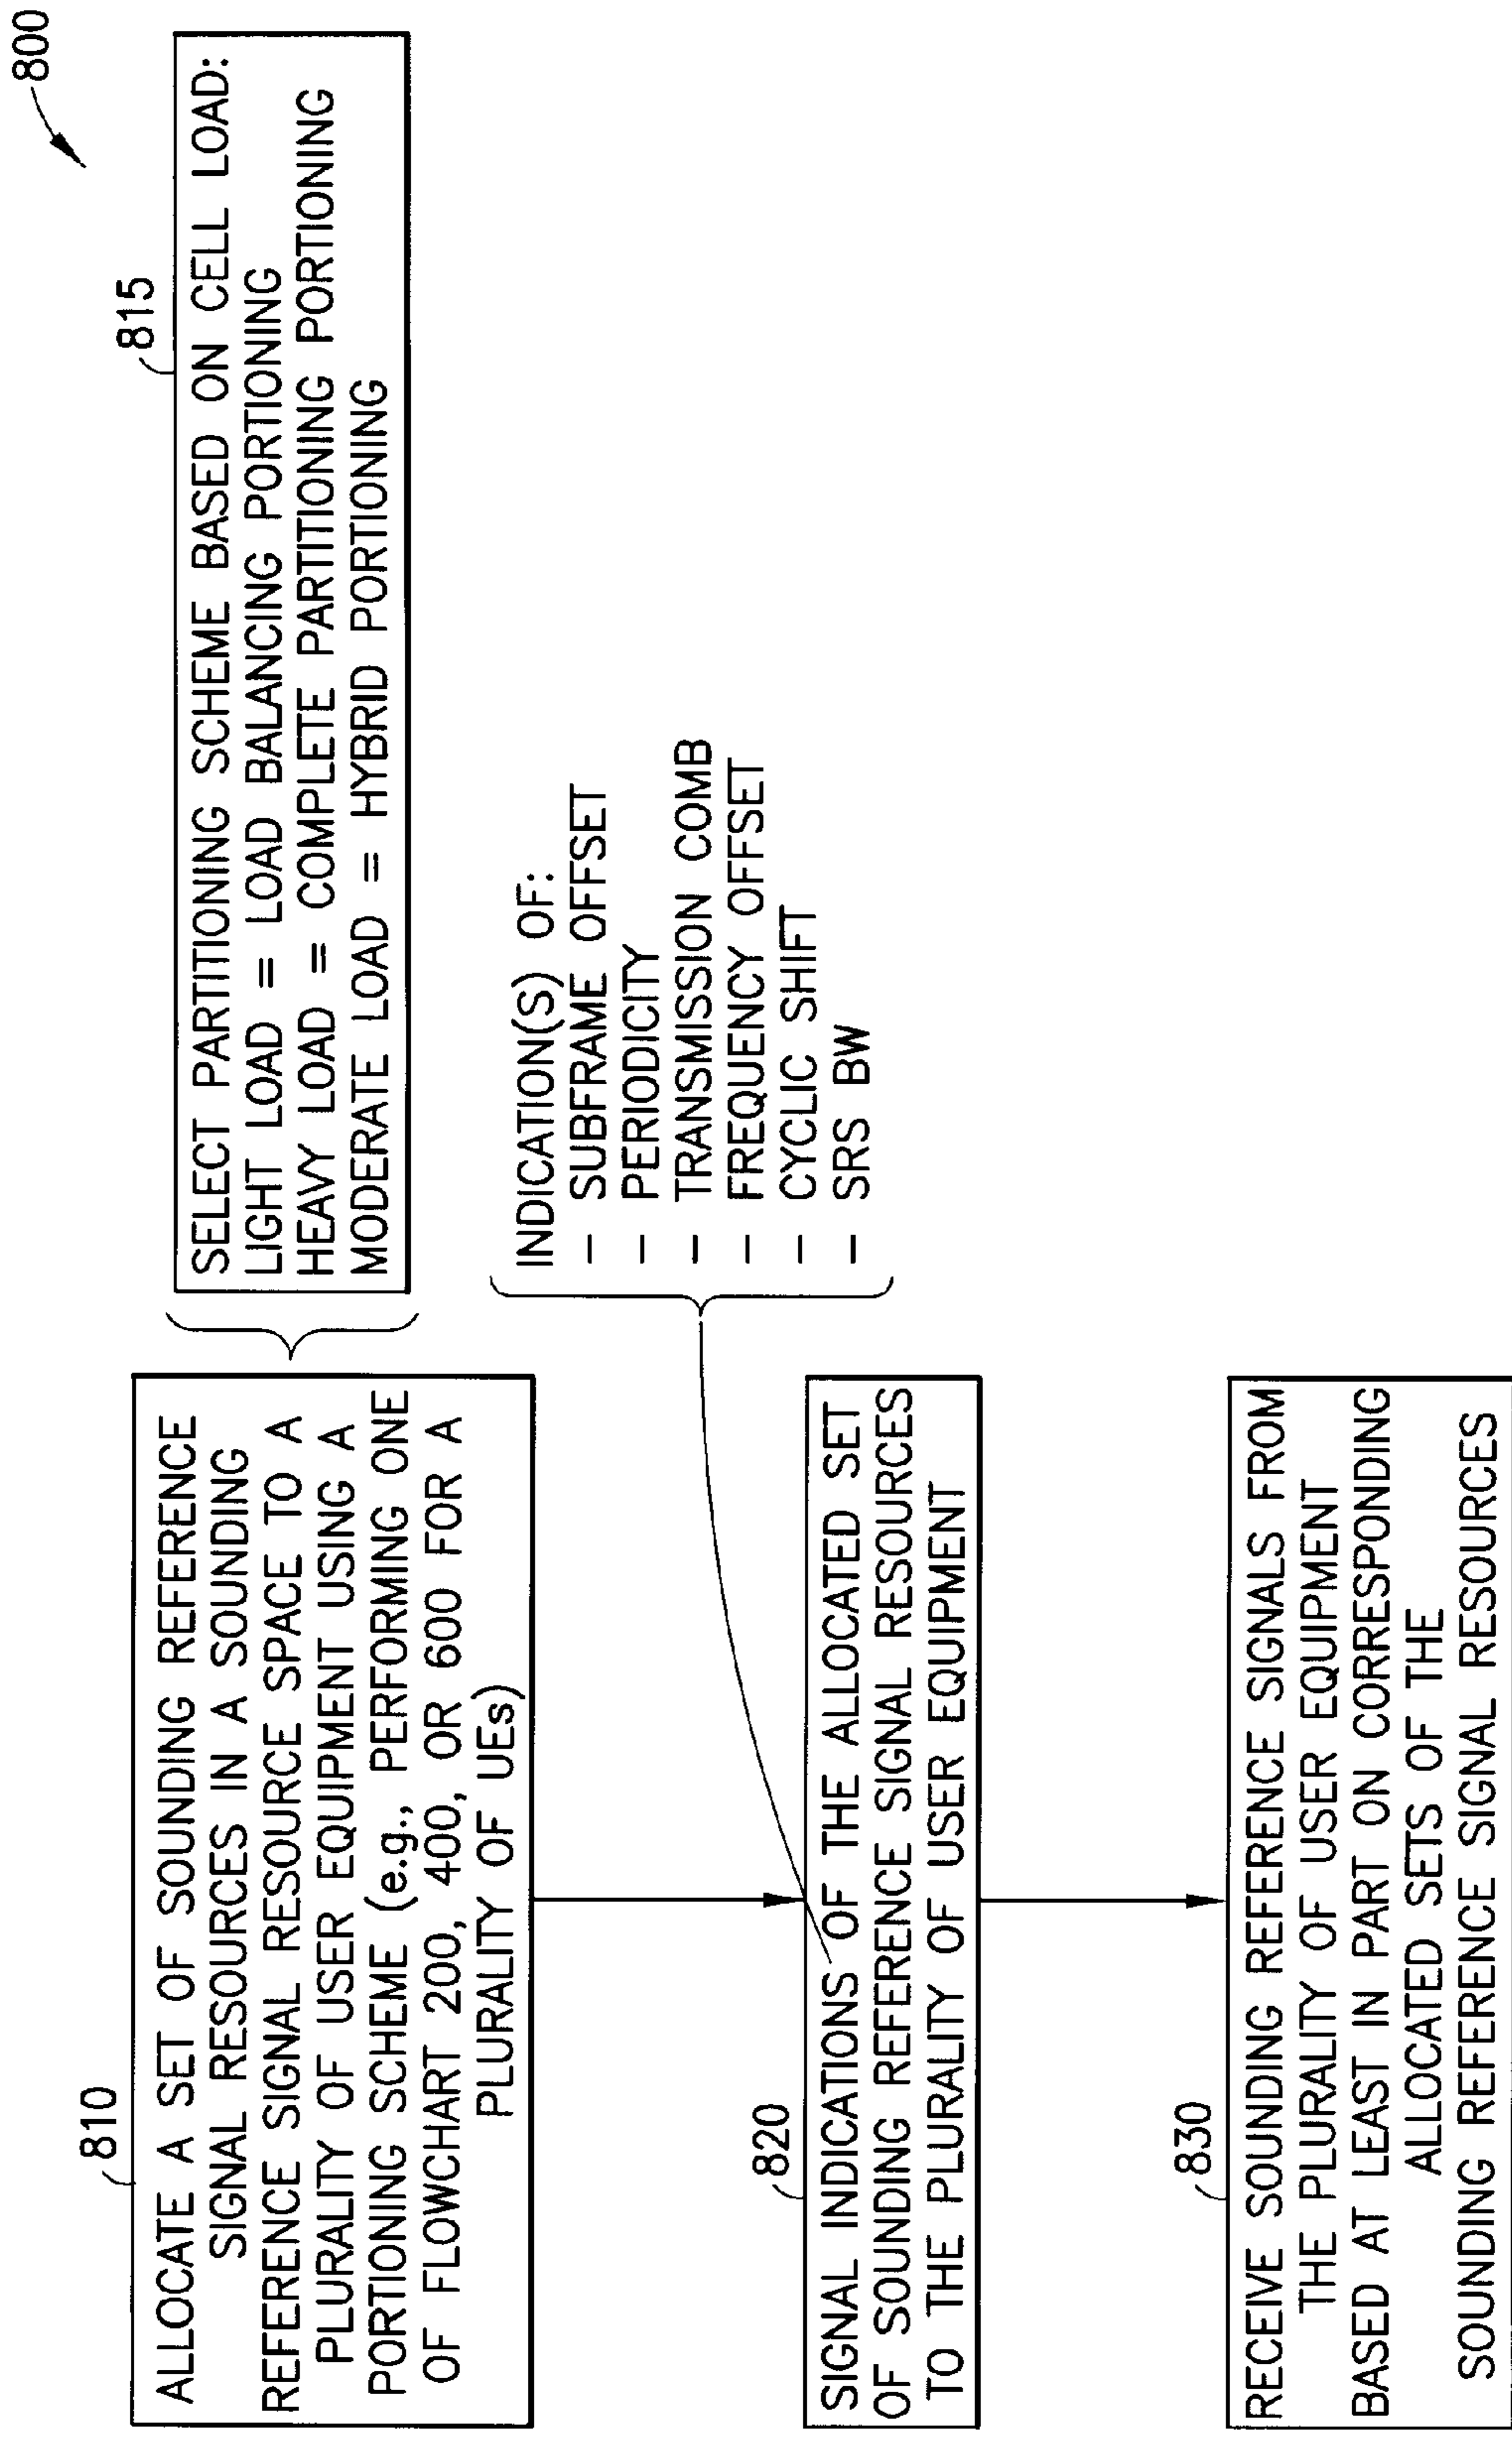 800
810
ALLOCATE A SET OF SOUNDING REFERENCE
SIGNAL RESOURCES IN A SOUNDING
REFERENCE SIGNAL RESOURCE SPACE TO A
PLURALITY OF USER EQUIPMENT USING A
PORTIONING SCHEME (e.g., PERFORMING ONE
OF FLOWCHART 200, 400, OR 600 FOR A
PLURALITY OF UEs)
815
SELECT PARTITIONING SCHEME BASED ON CELL LOAD:
LIGHT LOAD = LOAD BALANCING PORTIONING
HEAVY LOAD = COMPLETE PARTITIONING PORTIONING
MODERATE LOAD = HYBRID PORTIONING
INDICATION(S) OF:
- SUBFRAME OFFSET
- PERIODICITY
- TRANSMISSION COMB
- FREQUENCY OFFSET
- CYCLIC SHIFT
- SRS BW
820
SIGNAL INDICATIONS OF THE ALLOCATED SET
OF SOUNDING REFERENCE SIGNAL RESOURCES
TO THE PLURALITY OF USER EQUIPMENT
830
RECEIVE SOUNDING REFERENCE SIGNALS FROM
THE PLURALITY OF USER EQUIPMENT
BASED AT LEAST IN PART ON CORRESPONDING
ALLOCATED SETS OF THE
SOUNDING REFERENCE SIGNAL RESOURCES